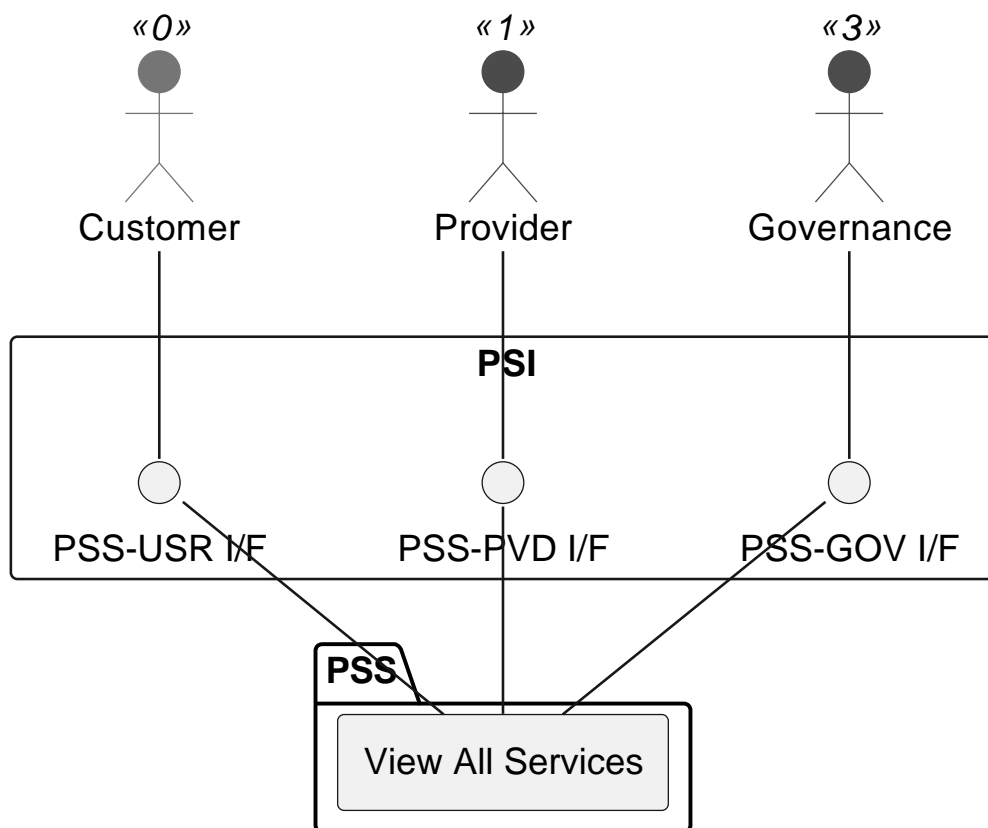 «0» «1» «3»
Customer Provider Governance
PSI
PSS-USR I/F PSS-PVD I/F PSS-GOV I/F
PSS
View All Services